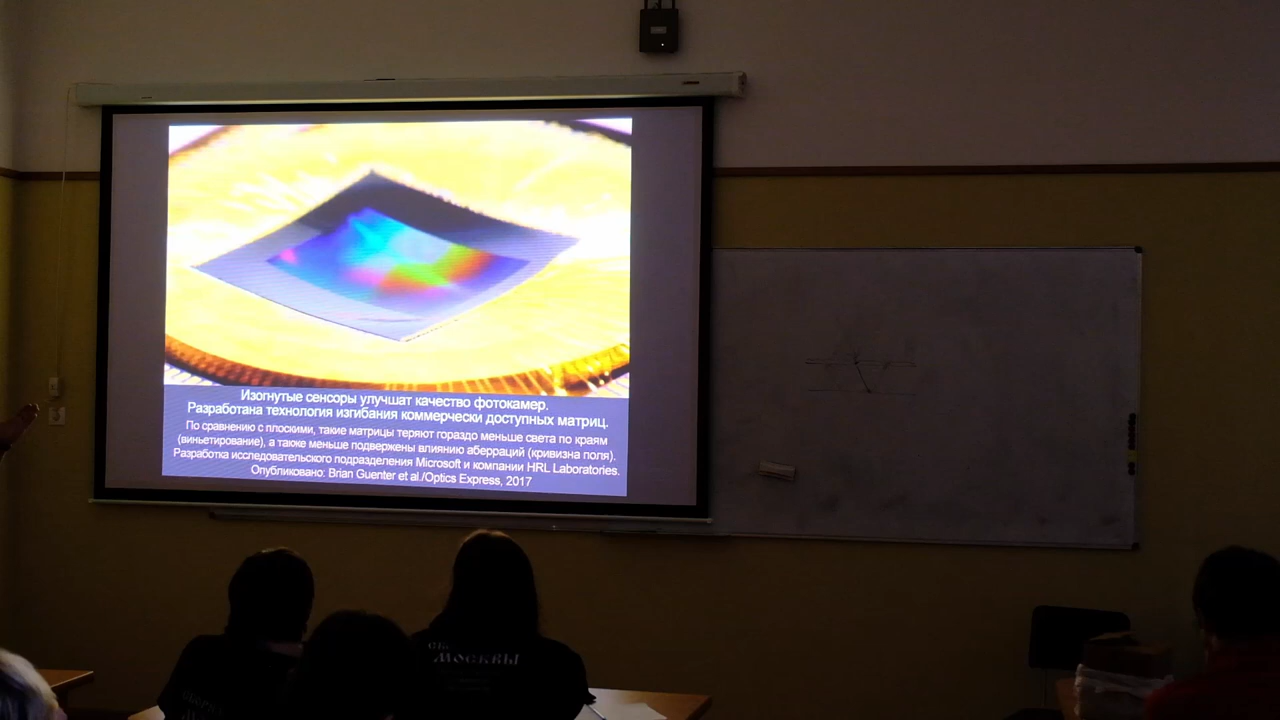 Изогнутые сенсоры улучшат качество фотокамер.
Разработана технология изгибания коммерчески доступных матриц.
По сравнению с плоскими, такие матрицы теряют гораздо меньше света по краям
(виньетирование), а также меньше подвержены влиянию аберраций (кривизна поля).
Разработка исследовательского подразделения Microsoft и компании HRL Laboratories.
Опубликовано: Brian Guenter et al./Optics Express, 2017
МОСКВЫ